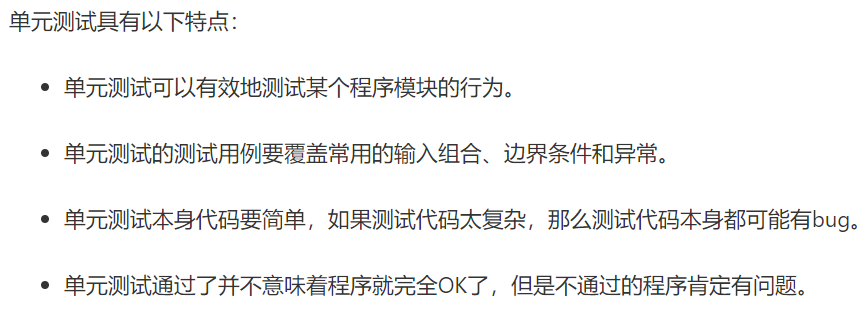 单元测试具有以下特点：
单元测试可以有效地测试某个程序模块的行为。
单元测试的测试用例要覆盖常用的输入组合、边界条件和异常。
单元测试本身代码要简单，如果测试代码太复杂，那么测试代码本身都可能有bug。
单元测试通过了并不意味着程序就完全OK了，但是不通过的程序肯定有问题。